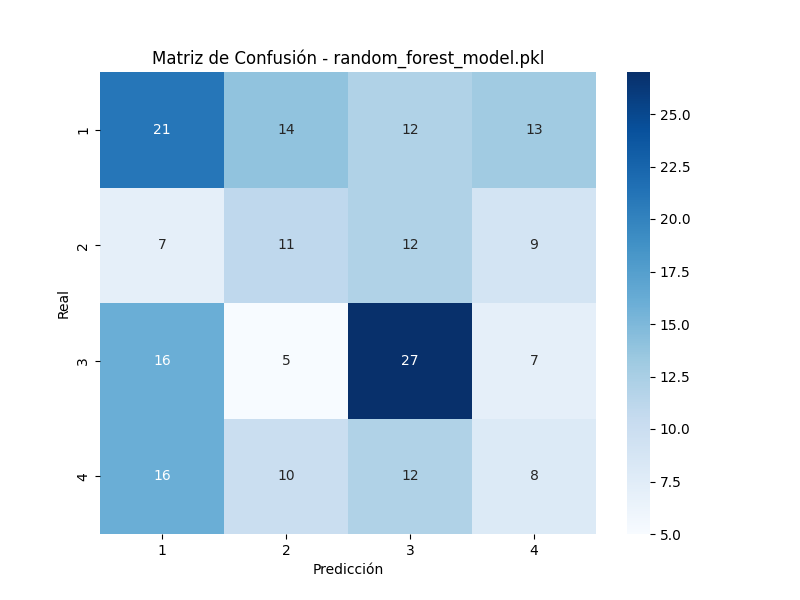 Matriz de Confusión - random_forest_model.pkl
1 21 14 12 13
2 7 11 12 9
3 16 5 27 7
4 16 10 12 8
1 2 3 4
Real
Predicción
25.0
22.5
20.0
17.5
15.0
12.5
10.0
7.5
5.0